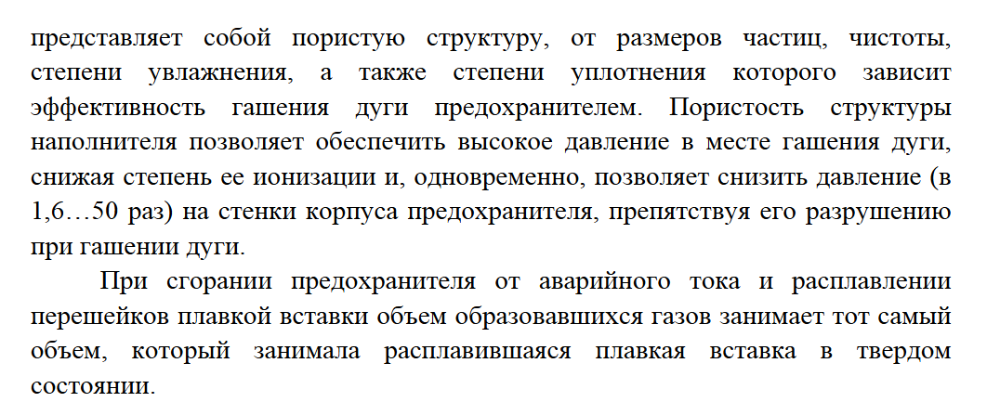 представляет собой пористую структуру, от размеров частиц, чистоты,
степени увлажнения, а также степени уплотнения которого зависит
эффективность гашения дуги предохранителем. Пористость структуры
наполнителя позволяет обеспечить высокое давление в месте гашения дуги,
снижая степень ее ионизации и, одновременно, позволяет снизить давление (в
1,6…50 раз) на стенки корпуса предохранителя, препятствуя его разрушению
при гашении дуги.
При сгорании предохранителя от аварийного тока и расплавлении
перешейков плавкой вставки объем образовавшихся газов занимает тот самый
объем, который занимала расплавившаяся плавкая вставка в твердом
состоянии.